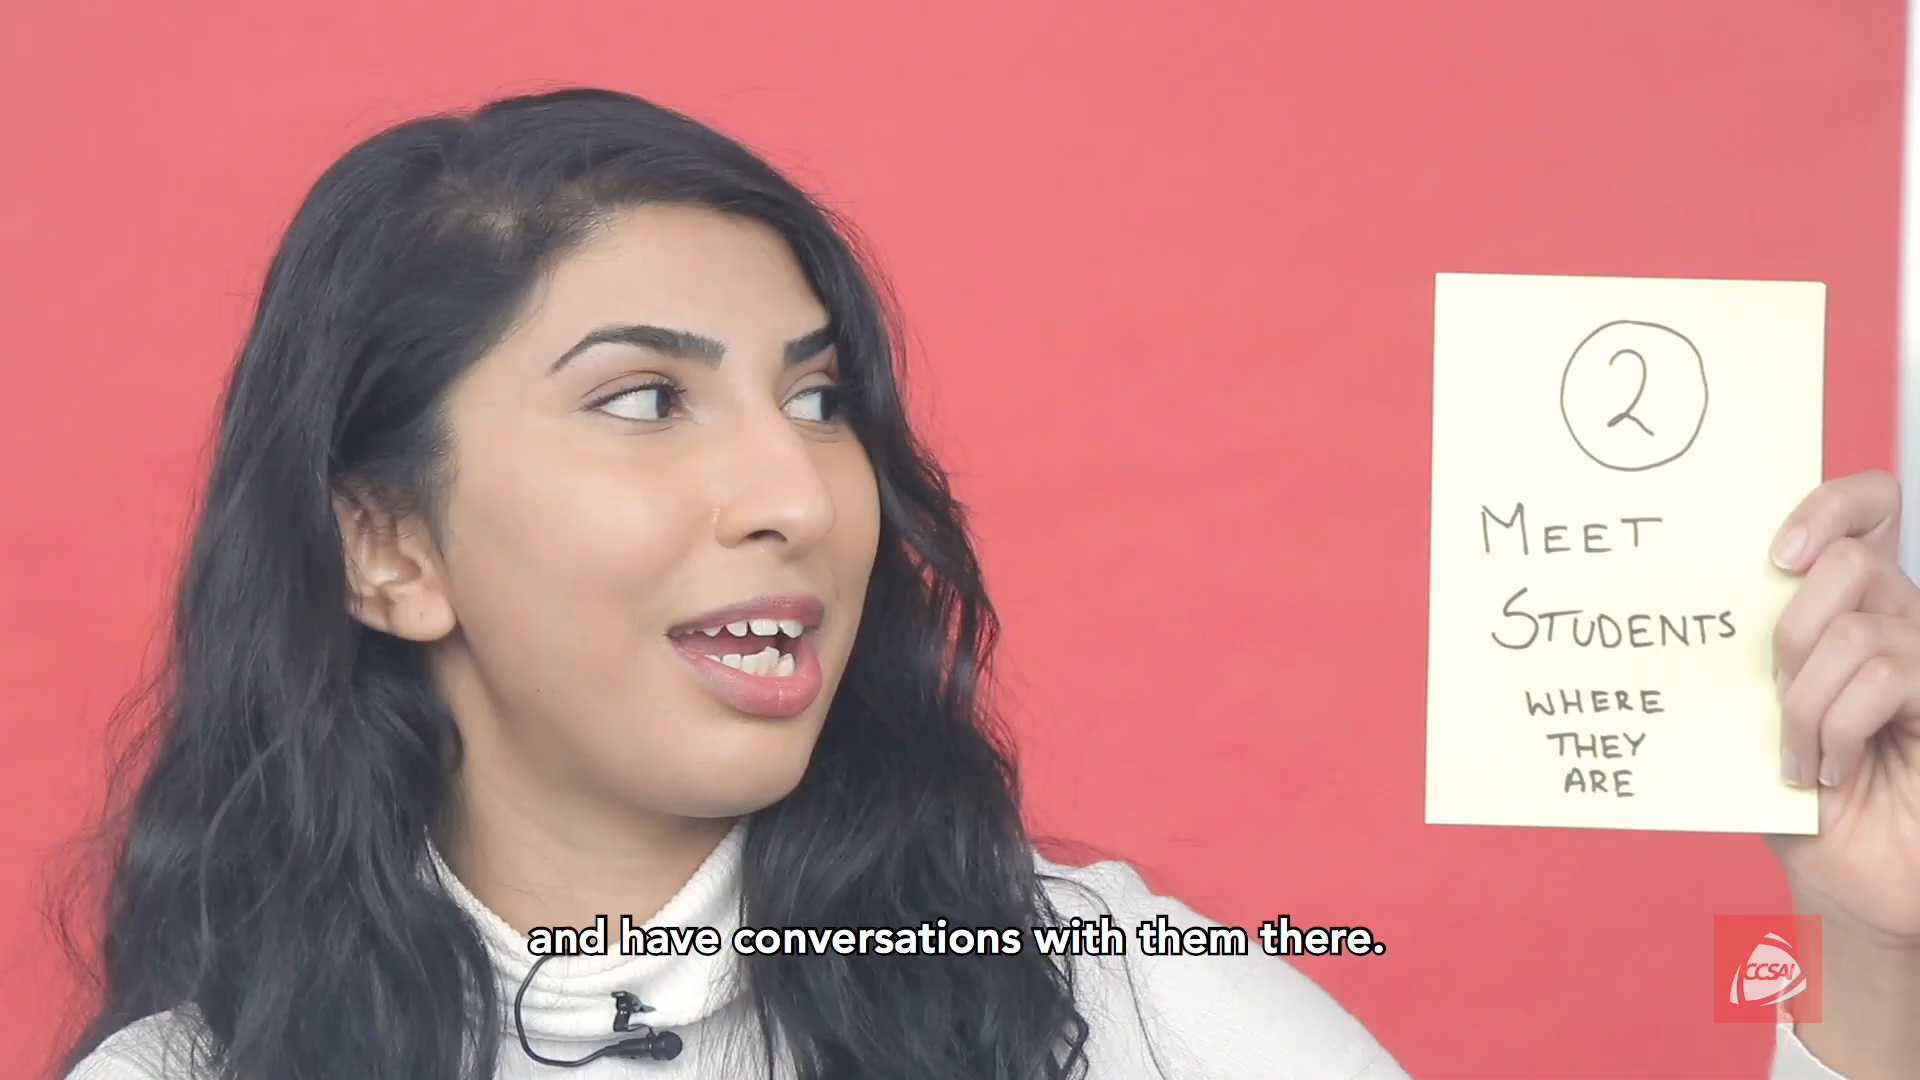 2
MEET
STUDENTS
WHERE
THEY
ARE
and have conversations with them there.
CCSAI